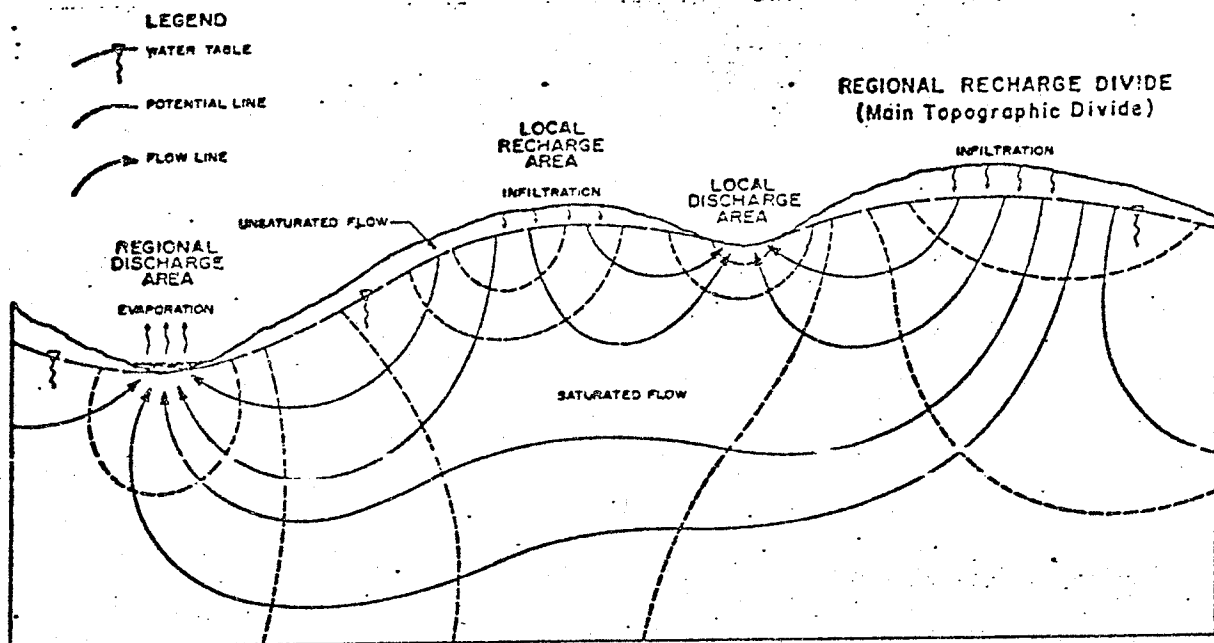 LEGEND
WATER TABLE
POTENTIAL LINE
FLOW LINE
REGIONAL RECHARGE DIVIDE
(Main Topographic Divide)
INFILTRATION
LOCAL
RECHARGE
AREA
INFILTRATION
LOCAL
DISCHARGE
AREA
UNSATURATED FLOW
REGIONAL
DISCHARGE
AREA
EVAPORATION
SATURATED FLOW